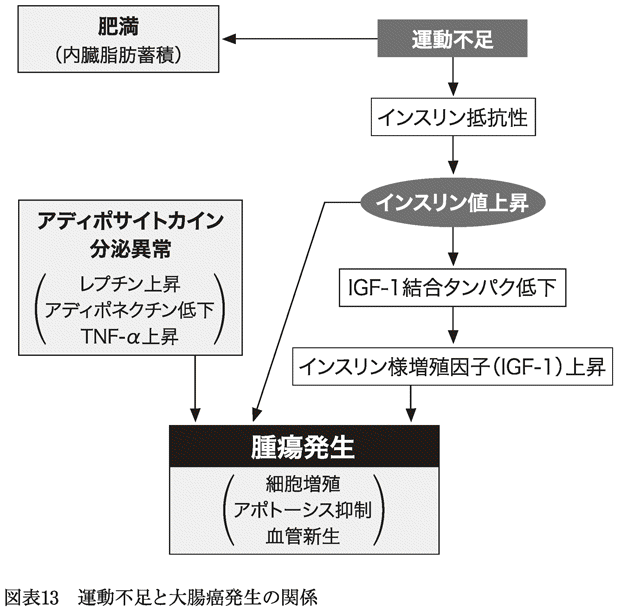 肥満
（内臓脂肪蓄積）
運動不足
インスリン抵抗性
インスリン値上昇
アディポサイトカイン
分泌異常
レプチン上昇
アディポネクチン低下
TNF-α上昇
IGF-1結合タンパク低下
インスリン様増殖因子（IGF-1）上昇
腫瘍発生
細胞増殖
アポトーシス抑制
血管新生
図表13　運動不足と大腸癌発生の関係